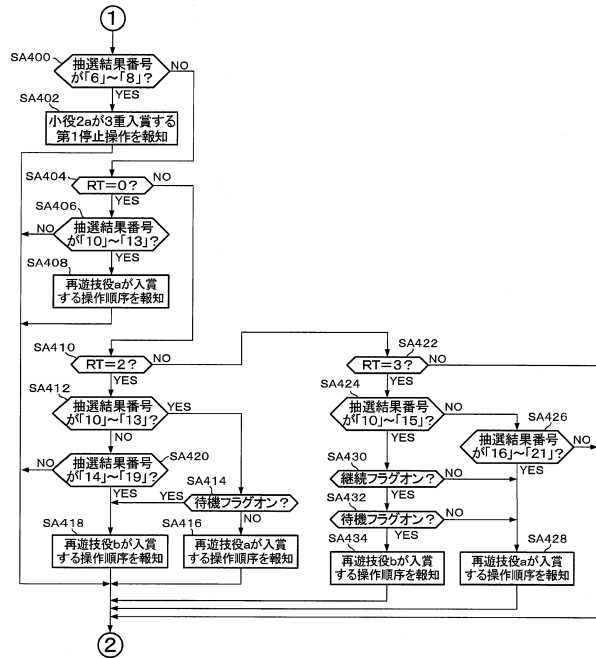 ①
SA400
抽選結果番号
が「6」～「8」?
NO
YES
SA402
小役2aが3重入賞する
第1停止操作を報知
SA404
RT=0?
NO
YES
SA406
抽選結果番号
が「10」～「13」?
NO
YES
SA408
再遊技役aが入賞
する操作順序を報知
SA410
RT=2?
NO
YES
SA412
抽選結果番号
が「10」～「13」?
YES
NO
SA420
抽選結果番号
が「14」～「19」?
NO
YES
SA414
待機フラグオン?
YES
NO
SA418
再遊技役bが入賞
する操作順序を報知
SA416
再遊技役aが入賞
する操作順序を報知
SA422
RT=3?
NO
YES
SA424
抽選結果番号
が「10」～「15」?
NO
YES
SA426
抽選結果番号
が「16」～「21」?
NO
YES
SA430
継続フラグオン?
NO
YES
SA432
待機フラグオン?
NO
YES
SA434
再遊技役bが入賞
する操作順序を報知
SA428
再遊技役aが入賞
する操作順序を報知
②